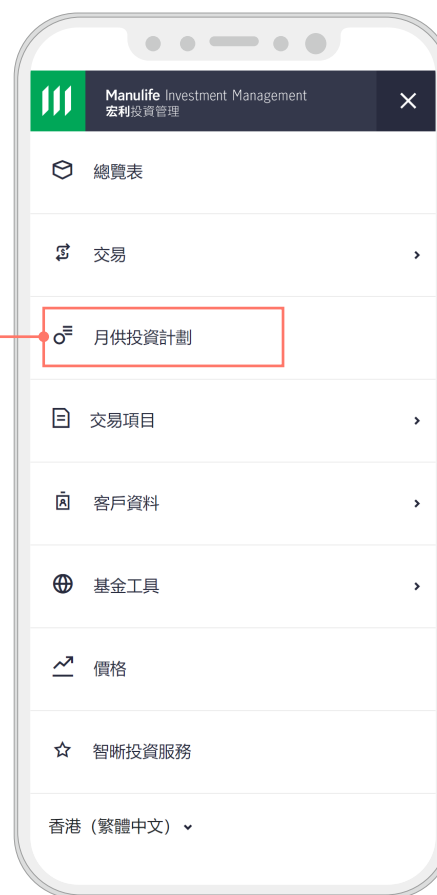 Manulife Investment Management
宏利投資管理
總覽表
交易
月供投資計劃
交易項目
客戶資料
基金工具
價格
智晰投資服務
香港（繁體中文）